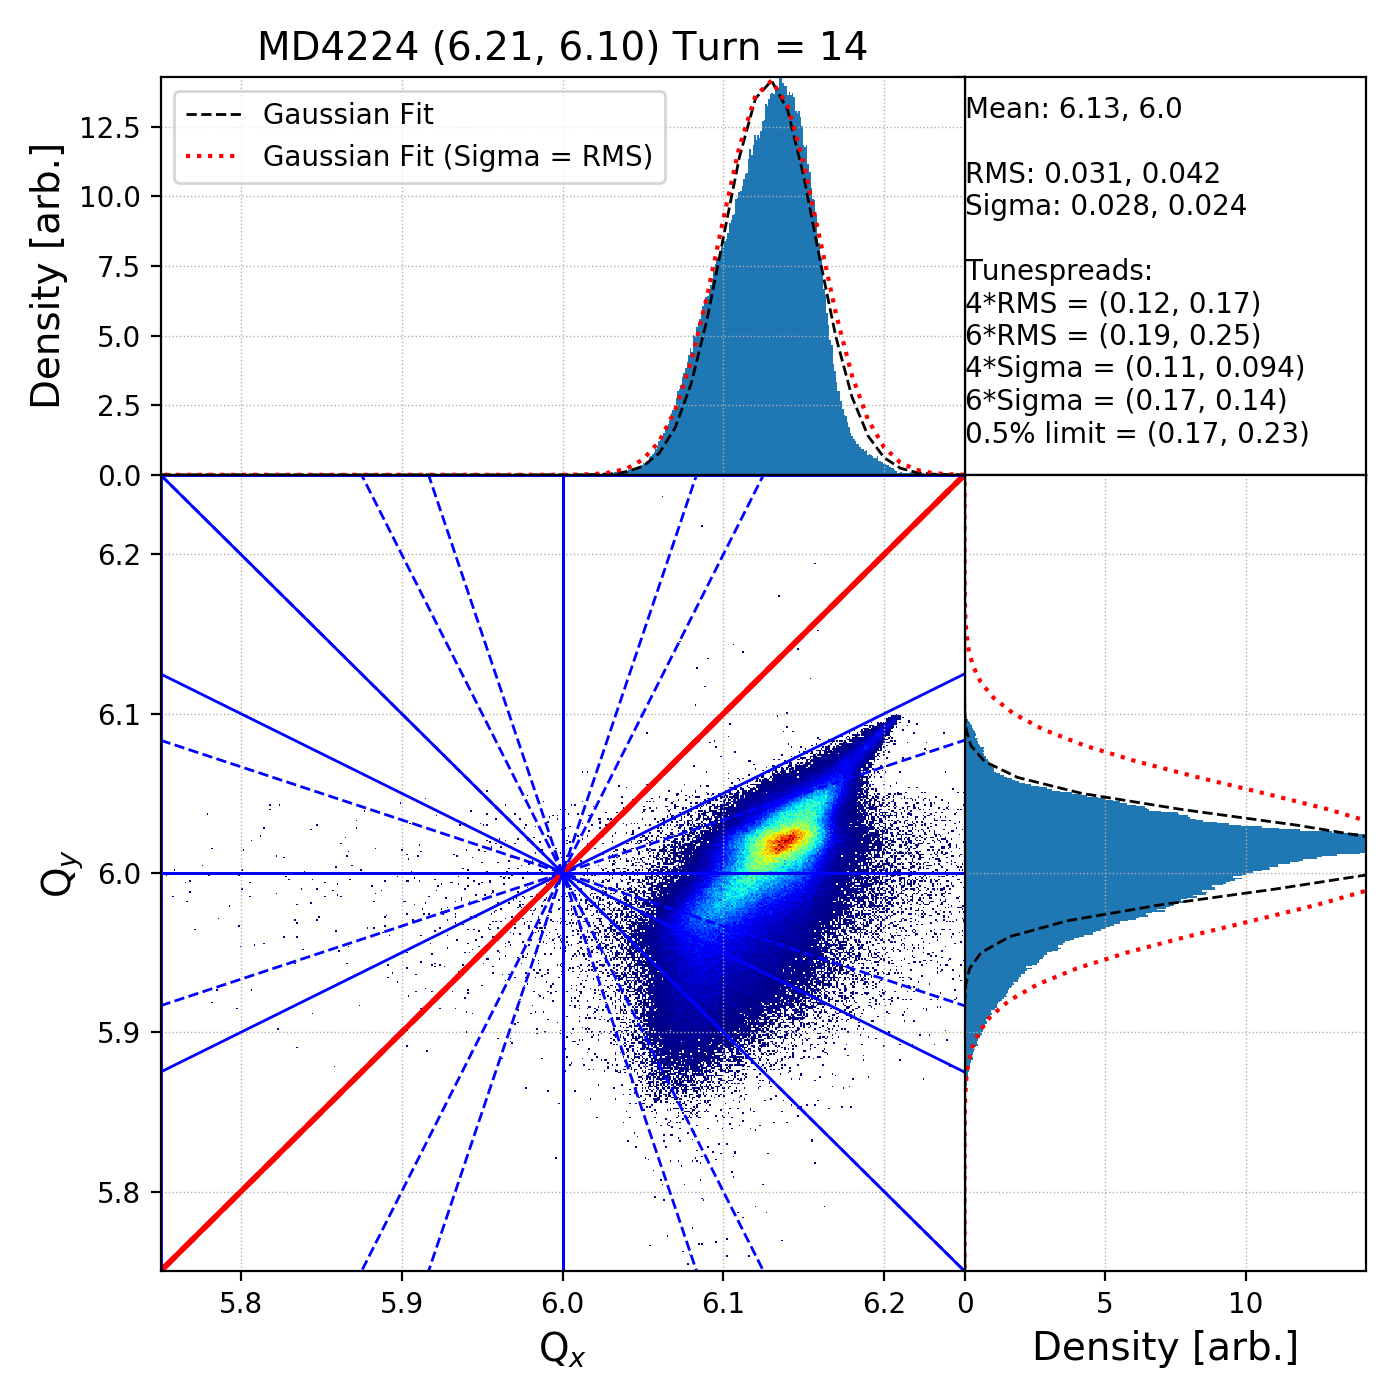 MD4224 (6.21, 6.10) Turn = 14
Density [arb.]
12.5
10.0
7.5
5.0
2.5
0.0
Gaussian Fit
Gaussian Fit (Sigma = RMS)
Mean: 6.13, 6.0
RMS: 0.031, 0.042
Sigma: 0.028, 0.024
Tunespreads:
4*RMS = (0.12, 0.17)
6*RMS = (0.19, 0.25)
4*Sigma = (0.11, 0.094)
6*Sigma = (0.17, 0.14)
0.5% limit = (0.17, 0.23)
Qy
6.2
6.1
6.0
5.9
5.8
5.8 5.9 6.0 6.1 6.2
Qx
0 5 10
Density [arb.]